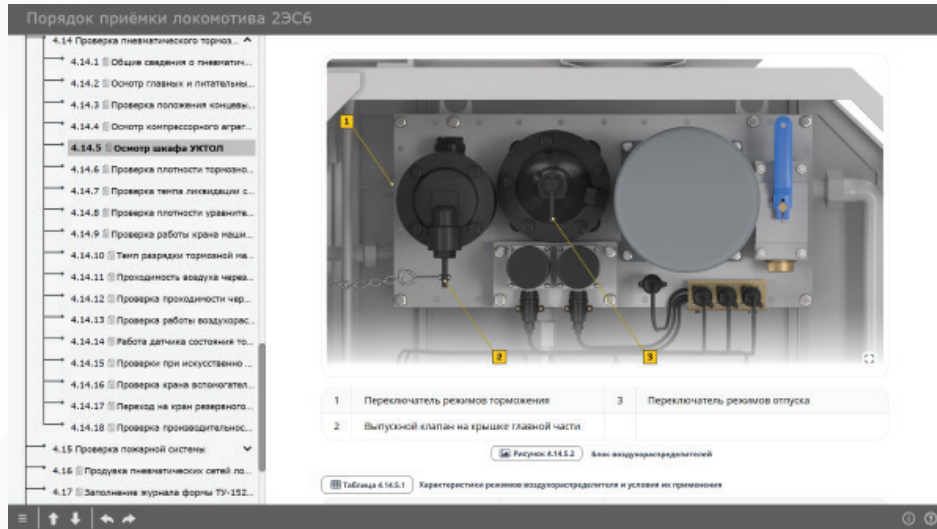 Порядок приёмки локомотива 2ЭС6
4.14 Проверка пневматического тормоз...
4.14.1 Общие сведения о пневматич...
4.14.2 Осмотр главных и питательны...
4.14.3 Проверка положения концевы...
4.14.4 Осмотр компрессорного агрег...
4.14.5 Осмотр шкафа УКТОЛ
4.14.6 Проверка плотности тормозно...
4.14.7 Проверка темпа ликвидации с...
4.14.8 Проверка плотности уравните...
4.14.9 Проверка работы крана маши...
4.14.10 Темп разрядки тормозной ма...
4.14.11 Проходимость воздуха через...
4.14.12 Проверка проходимости чер...
4.14.13 Проверка работы воздухорас...
4.14.14 Работа датчика состояния то...
4.14.15 Проверки при искусственно ...
4.14.16 Проверка крана вспомогател...
4.14.17 Переход на кран резервного...
4.14.18 Проверка производительнос...
4.15 Проверка пожарной системы
4.16 Продувка пневматических сетей ло...
4.17 Заполнение журнала формы ТУ-152...
1
2
3
1 Переключатель режимов торможения 3 Переключатель режимов отпуска
2 Выпускной клапан на крышке главной части
Рисунок 4.14.5.2 Блок воздухораспределителей
Таблица 4.14.5.1 Характеристики режимов воздухораспределителя и условия их применения